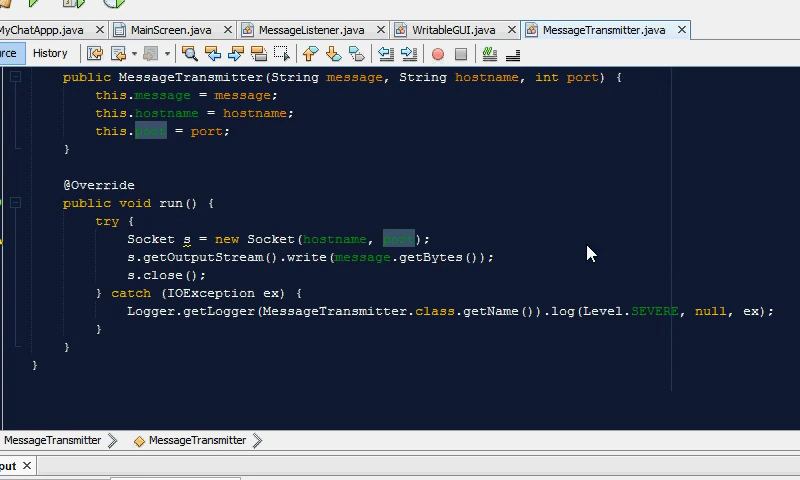 MyChatAppp.java MainScreen.java MessageListener.java WritableGUI.java MessageTransmitter.java
History
public MessageTransmitter(String message, String hostname, int port) {
this.message = message;
this.hostname = hostname;
this.port = port;
}
@Override
public void run() {
try {
Socket s = new Socket(hostname, port);
s.getOutputStream().write(message.getBytes());
s.close();
} catch (IOException ex) {
Logger.getLogger(MessageTransmitter.class.getName()).log(Level.SEVERE, null, ex);
}
}
}
MessageTransmitter MessageTransmitter